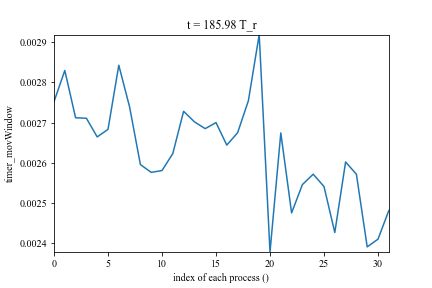 t = 185.98 T_r
0.0029
0.0028
0.0027
0.0026
0.0025
0.0024
timer_movWindow
0 5 10 15 20 25 30
index of each process ()